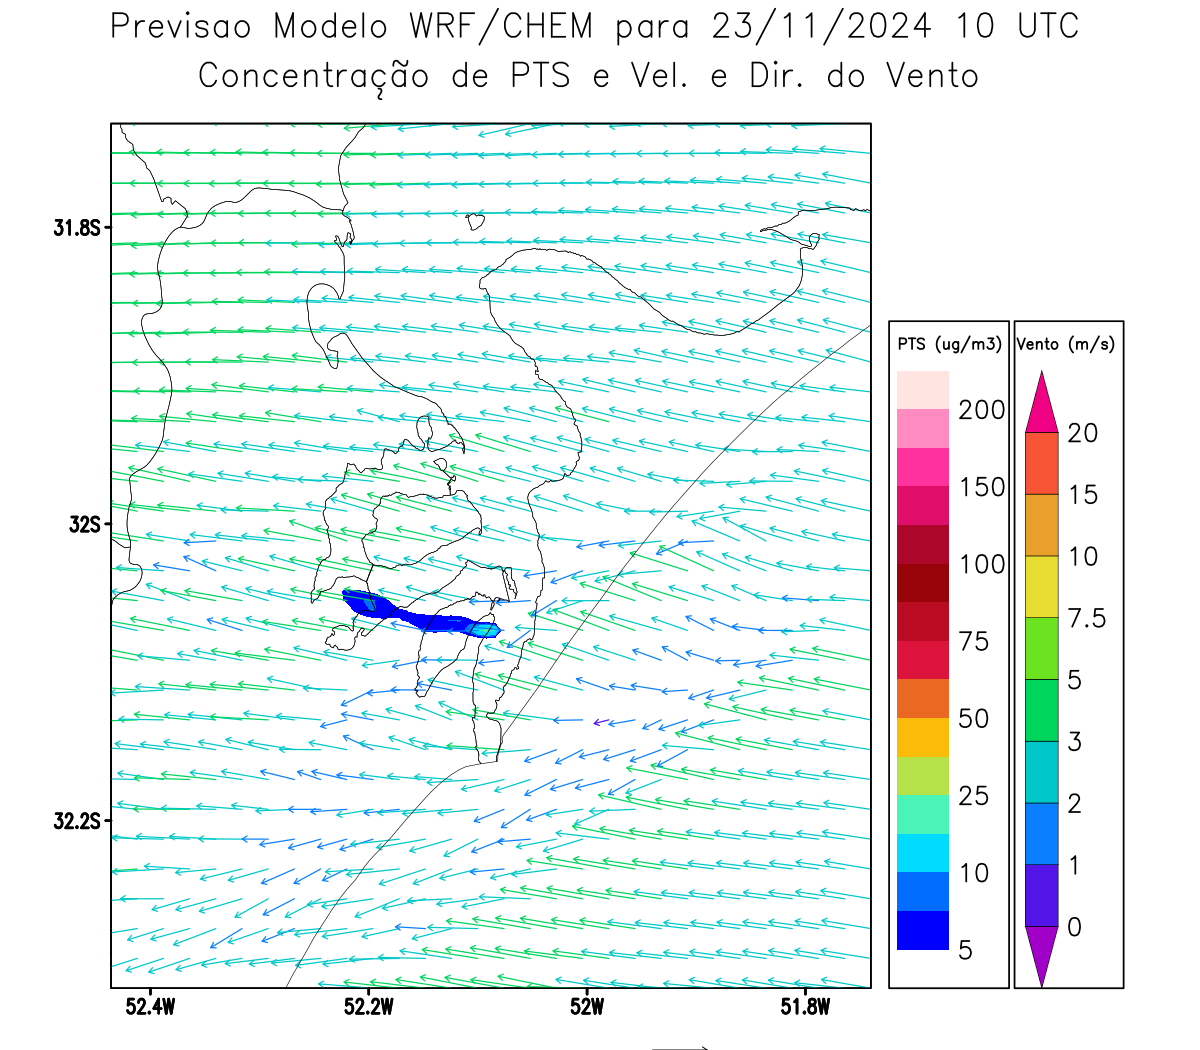 Previsao Modelo WRF/CHEM para 23/11/2024 10 UTC
Concentração de PTS e Vel. e Dir. do Vento
31.8S
32S
32.2S
52.4W 52.2W 52W 51.8W
PTS (ug/m3)
200
150
100
75
50
25
10
5
Vento (m/s)
20
15
10
7.5
5
3
2
1
0